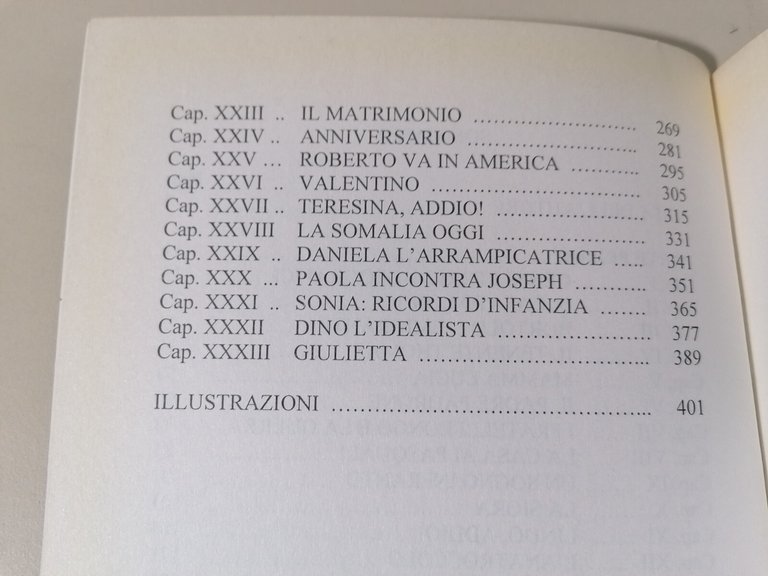 Cap. XXIII .. IL MATRIMONIO .......................... 269
Cap. XXIV .. ANNIVERSARIO ............................. 281
Cap. XXV ... ROBERTO VA IN AMERICA ........... 295
Cap. XXVI .. VALENTINO ................................... 305
Cap. XXVII .. TERESINA, ADDIO! ........................ 315
Cap. XXVIII LA SOMALIA OGGI ........................ 331
Cap. XXIX .. DANIELA L'ARRAMPICATRICE ..... 341
Cap. XXX ... PAOLA INCONTRA JOSEPH ............ 351
Cap. XXXI .. SONIA: RICORDI D'INFANZIA ....... 365
Cap. XXXII DINO L'IDEALISTA ......................... 377
Cap. XXXIII GIULIETTA .................................... 389
ILLUSTRAZIONI ................................................ 401